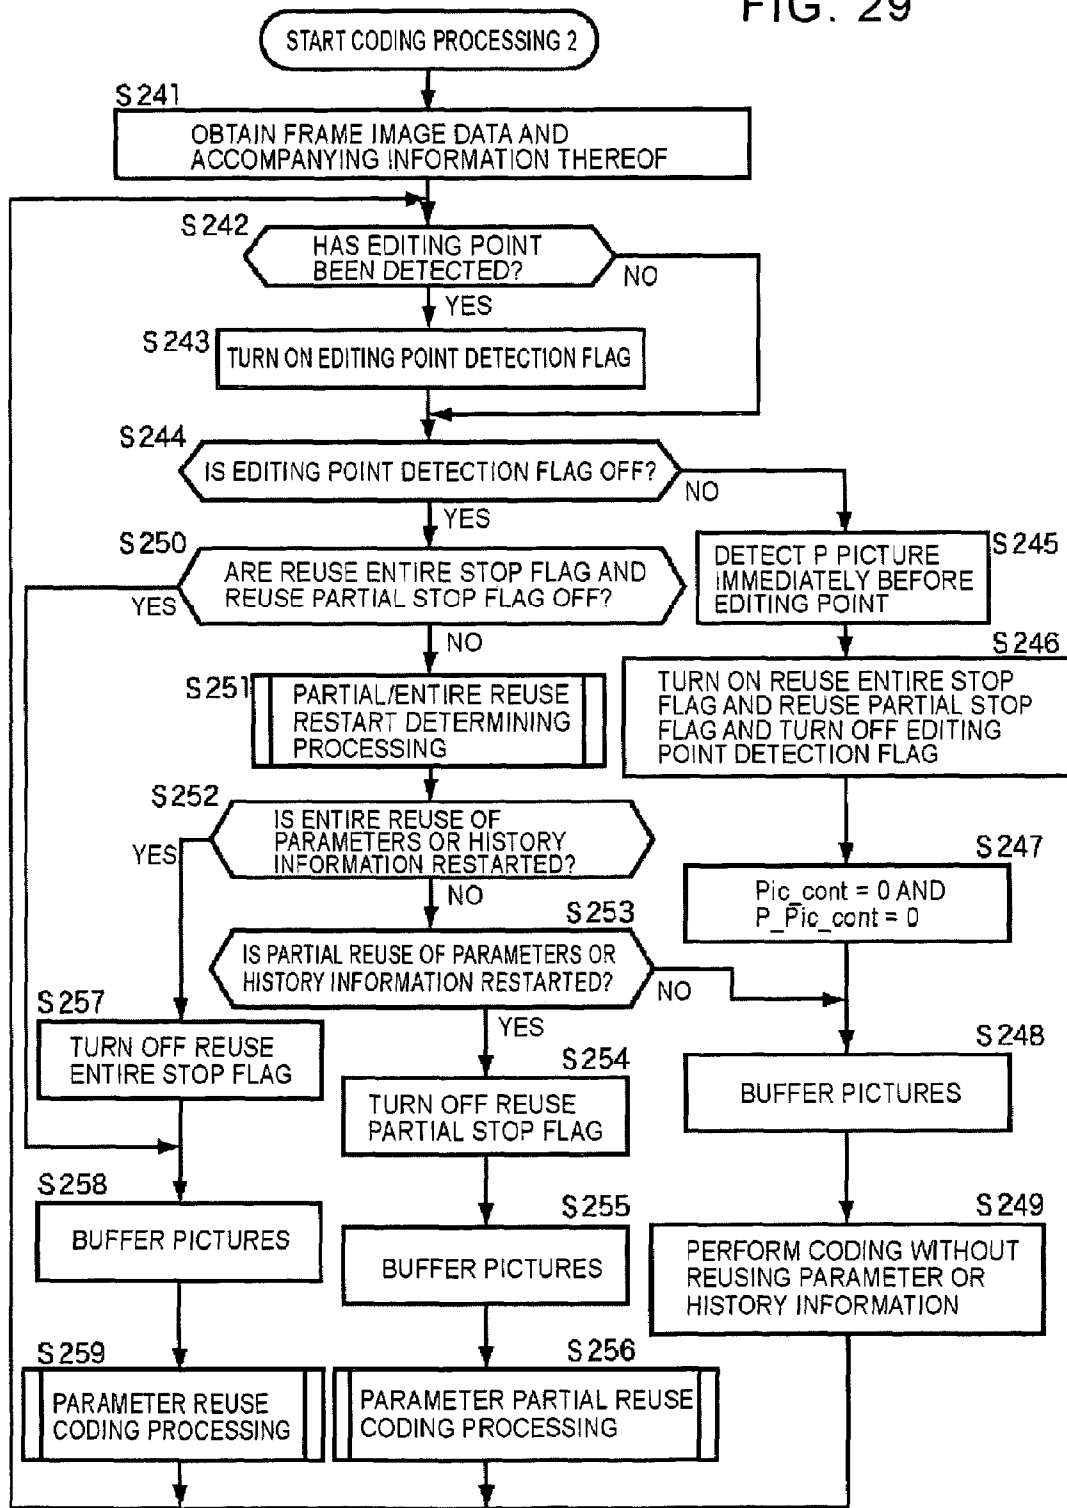 FIG. 29
START CODING PROCESSING 2
S241
OBTAIN FRAME IMAGE DATA AND
ACCOMPANYING INFORMATION THEREOF
S242
HAS EDITING POINT
BEEN DETECTED?
NO
YES
S243
TURN ON EDITING POINT DETECTION FLAG
S244
IS EDITING POINT DETECTION FLAG OFF?
NO
YES
S245
DETECT P PICTURE
IMMEDIATELY BEFORE
EDITING POINT
S250
ARE REUSE ENTIRE STOP FLAG AND
REUSE PARTIAL STOP FLAG OFF?
YES
NO
S246
TURN ON REUSE ENTIRE STOP
FLAG AND REUSE PARTIAL STOP
FLAG AND TURN OFF EDITING
POINT DETECTION FLAG
S251
PARTIAL/ENTIRE REUSE
RESTART DETERMINING
PROCESSING
S252
IS ENTIRE REUSE OF
PARAMETERS OR HISTORY
INFORMATION RESTARTED?
YES
NO
S247
Pic_cont = 0 AND
P_Pic_cont = 0
S253
IS PARTIAL REUSE OF PARAMETERS OR
HISTORY INFORMATION RESTARTED?
NO
YES
S257
TURN OFF REUSE
ENTIRE STOP FLAG
S254
TURN OFF REUSE
PARTIAL STOP FLAG
S248
BUFFER PICTURES
S258
BUFFER PICTURES
S255
BUFFER PICTURES
S249
PERFORM CODING WITHOUT
REUSING PARAMETER OR
HISTORY INFORMATION
S259
PARAMETER REUSE
CODING PROCESSING
S256
PARAMETER PARTIAL REUSE
CODING PROCESSING